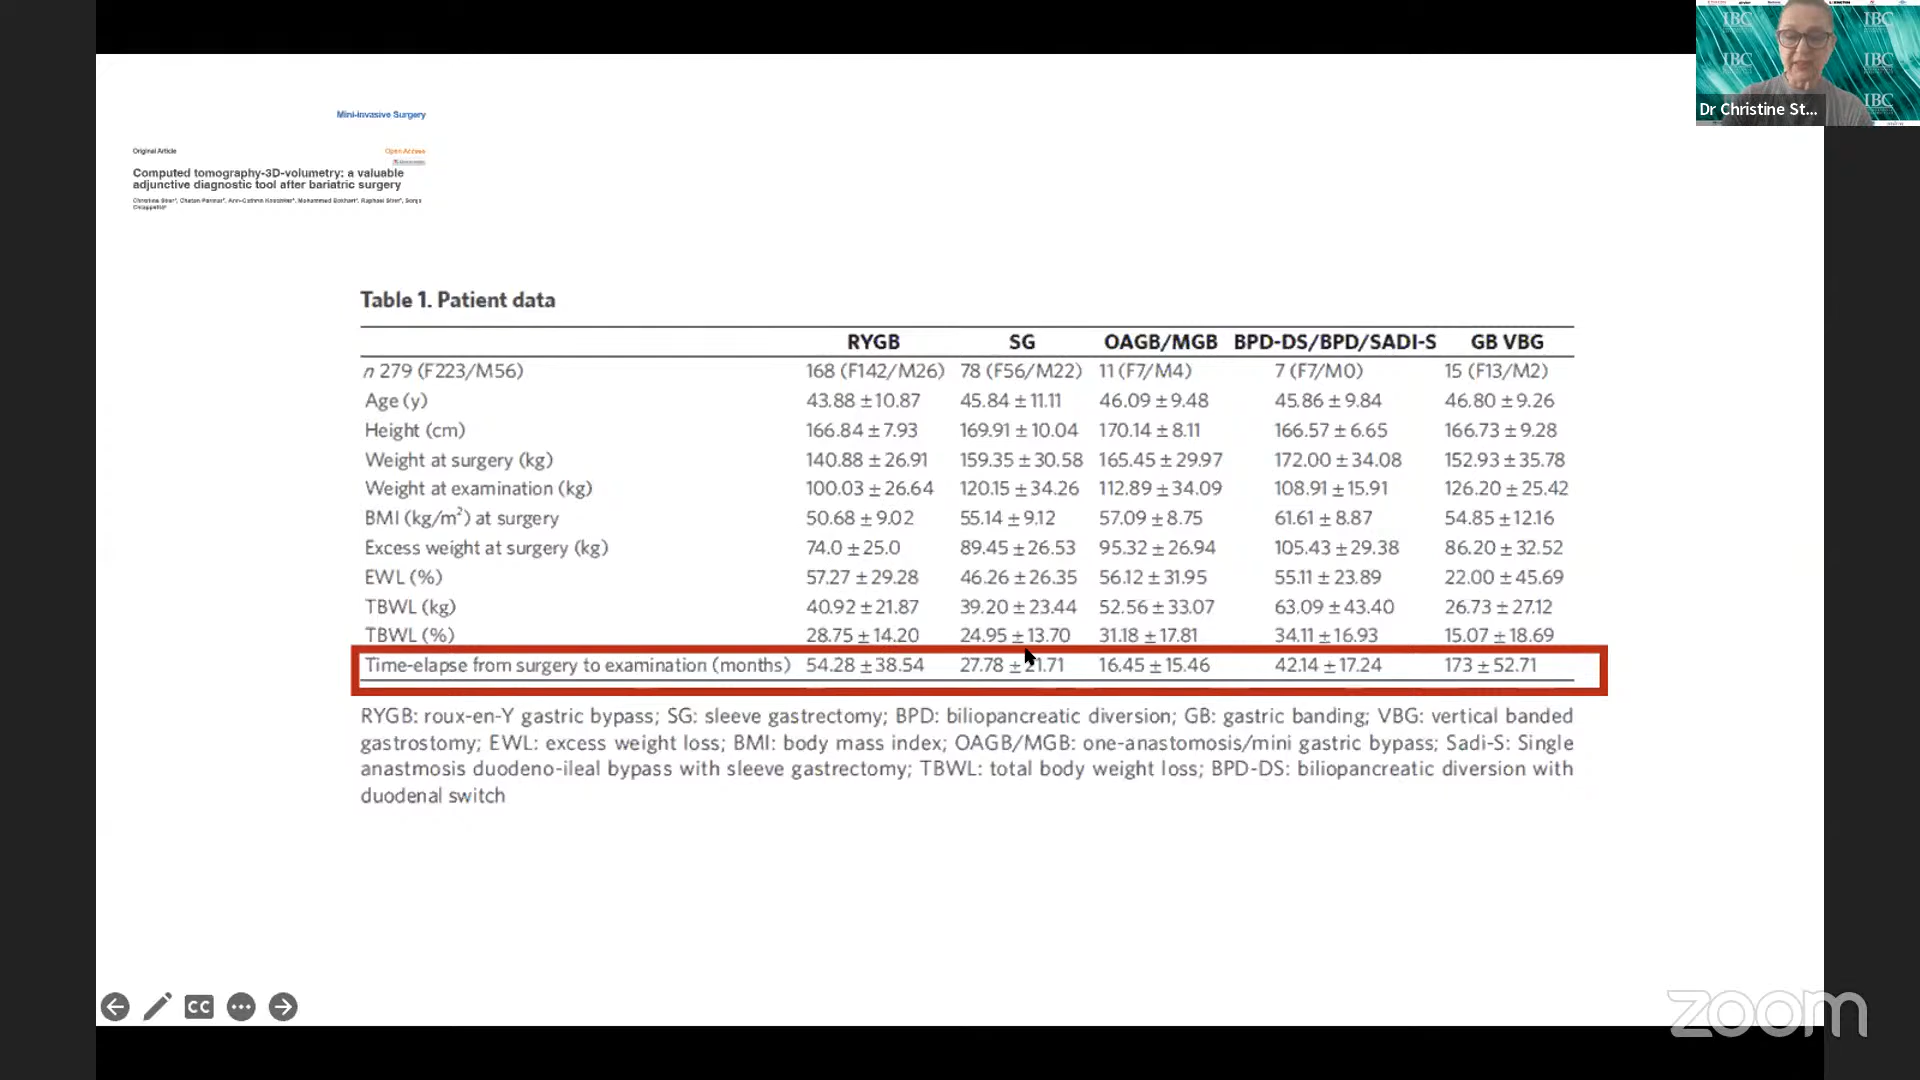 IBC IBC
IBC IBC
IBC
Dr Christine St...
Mini-invasive Surgery
Original Article Open Access
Computed tomography-3D-volumetry: a valuable
adjunctive diagnostic tool after bariatric surgery
Table 1. Patient data
RYGB SG OAGB/MGB BPD-DS/BPD/SADI-S GB VBG
n 279 (F223/M56) 168 (F142/M26) 78 (F56/M22) 11 (F7/M4) 7 (F7/M0) 15 (F13/M2)
Age (y) 43.88 ±10.87 45.84 ±11.11 46.09 ±9.48 45.86 ±9.84 46.80 ±9.26
Height (cm) 166.84 ±7.93 169.91 ±10.04 170.14 ±8.11 166.57 ±6.65 166.73 ±9.28
Weight at surgery (kg) 140.88 ±26.91 159.35 ±30.58 165.45 ±29.97 172.00 ±34.08 152.93 ±35.78
Weight at examination (kg) 100.03 ±26.64 120.15 ±34.26 112.89 ±34.09 108.91 ±15.91 126.20 ±25.42
BMI (kg/m²) at surgery 50.68 ±9.02 55.14 ±9.12 57.09 ±8.75 61.61 ±8.87 54.85 ±12.16
Excess weight at surgery (kg) 74.0 ±25.0 89.45 ±26.53 95.32 ±26.94 105.43 ±29.38 86.20 ±32.52
EWL (%) 57.27 ±29.28 46.26 ±26.35 56.12 ±31.95 55.11 ±23.89 22.00 ±45.69
TBWL (kg) 40.92 ±21.87 39.20 ±23.44 52.56 ±33.07 63.09 ±43.40 26.73 ±27.12
TBWL (%) 28.75 ±14.20 24.95 ±13.70 31.18 ±17.81 34.11 ±16.93 15.07 ±18.69
Time-elapse from surgery to examination (months) 54.28 ±38.54 27.78 ±21.71 16.45 ±15.46 42.14 ±17.24 173 ±52.71
RYGB: roux-en-Y gastric bypass; SG: sleeve gastrectomy; BPD: biliopancreatic diversion; GB: gastric banding; VBG: vertical banded
gastrostomy; EWL: excess weight loss; BMI: body mass index; OAGB/MGB: one-anastomosis/mini gastric bypass; Sadi-S: Single
anastmosis duodeno-ileal bypass with sleeve gastrectomy; TBWL: total body weight loss; BPD-DS: biliopancreatic diversion with
duodenal switch
CC
zoom